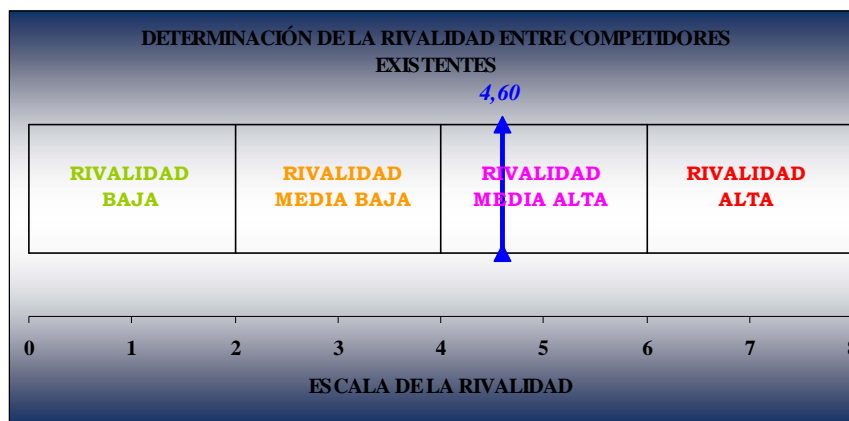 DETERMINACIÓN DE LA RIVALIDAD ENTRE COMPETIDORES
EXISTENTES
4,60
RIVALIDAD
BAJA
RIVALIDAD
MEDIA BAJA
RIVALIDAD
MEDIA ALTA
RIVALIDAD
ALTA
0 1 2 3 4 5 6 7 8
ESCALA DE LA RIVALIDAD